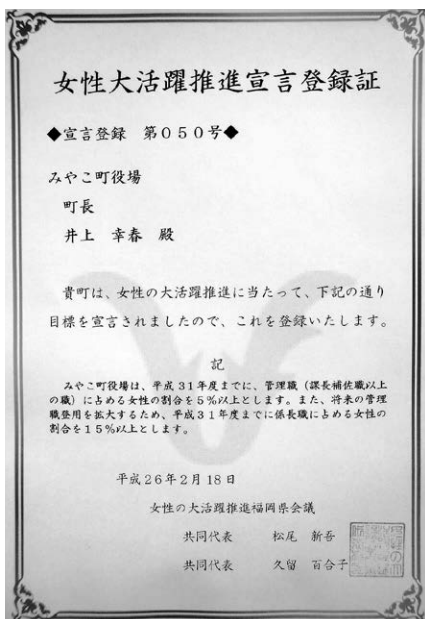 女性大活躍推進宣言登録証
◆宣言登録　第０５０号◆
みやこ町役場
町長
井上　幸春　殿
貴町は、女性の大活躍推進に当たって、下記の通り
目標を宣言されましたので、これを登録いたします。
記
みやこ町役場は、平成31年度までに、管理職（課長補佐職以上
の職）に占める女性の割合を5％以上とします。また、将来の管理
職登用を拡大するため、平成31年度までに係長職に占める女性の
割合を15％以上とします。
平成26年2月18日
女性の大活躍推進福岡県会議
共同代表　松尾　新吾
共同代表　久留　百合子